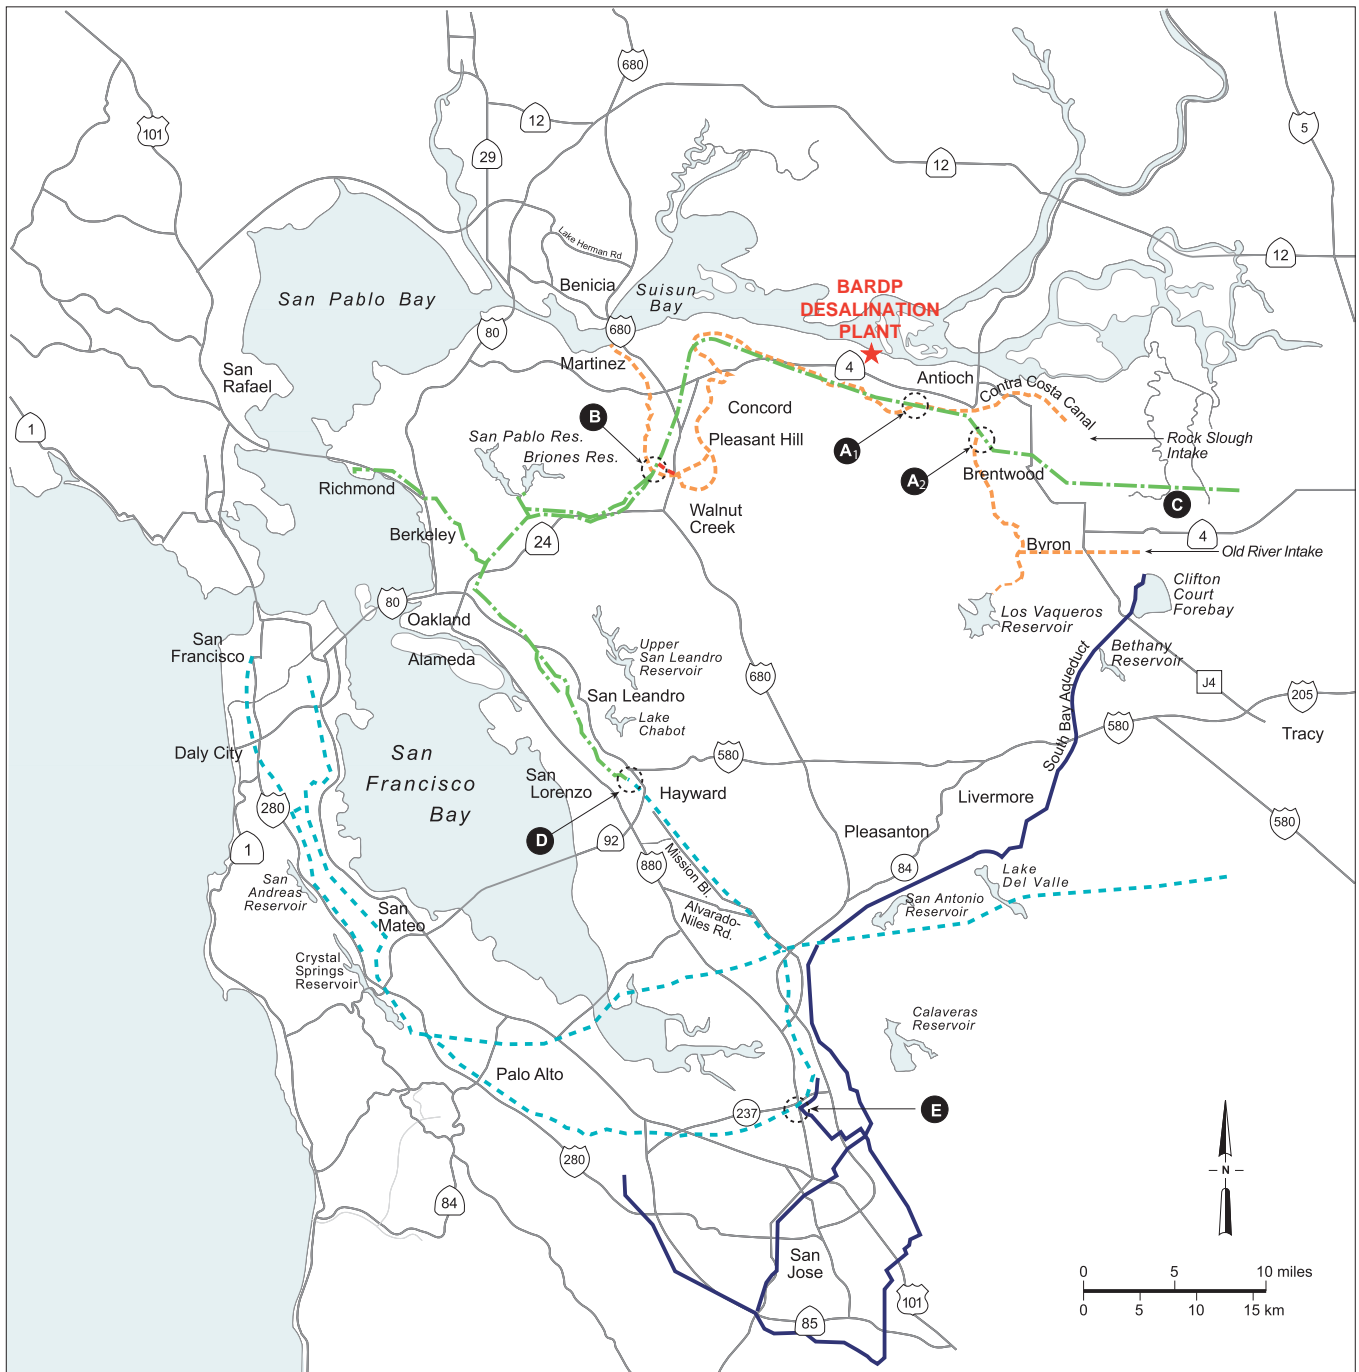 680
101
12
5
29
12
12
Lake Herman Rd
Benicia
Suisun
Bay
San Pablo Bay
BARDP
DESALINATION
PLANT
80
680
Martinez
4
Antioch
San
Rafael
Contra Costa Canal
1
B
Concord
Pleasant Hill
A1
Rock Slough
Intake
San Pablo Res.
Briones Res.
A2
Brentwood
Richmond
C
Walnut
Creek
Berkeley
24
4
Byron
Old River Intake
Clifton
Court
Forebay
80
Oakland
Los Vaqueros
Reservoir
San
Francisco
Alameda
Upper
San Leandro
Reservoir
South Bay Aqueduct
Bethany
Reservoir
680
J4
205
San Leandro
Lake
Chabot
580
Tracy
Daly City
San
Francisco
Bay
580
San
Lorenzo
Hayward
Livermore
280
Pleasanton
580
D
92
1
880
Mission Bl.
84
San
Andreas
Reservoir
Lake
Del Valle
San Antonio
Reservoir
San
Mateo
Alvarado-
Niles Rd.
Crystal
Springs
Reservoir
Calaveras
Reservoir
Palo Alto
237
E
280
N
84
San
Jose
0 5 10 miles
0 5 10 15 km
101
85